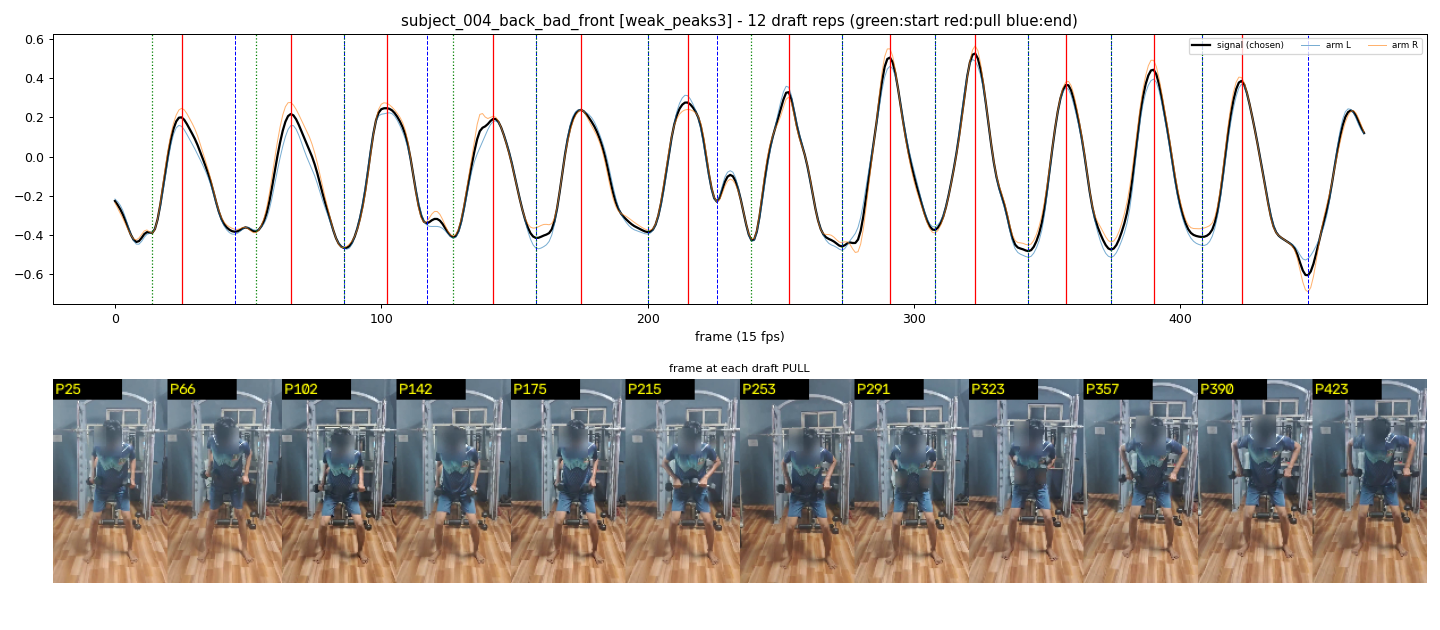 subject_004_back_bad_front [weak_peaks3] - 12 draft reps (green:start red:pull blue:end)
signal (chosen) arm L arm R
0.6
0.4
0.2
0.0
−0.2
−0.4
−0.6
0 100 200 300 400
frame (15 fps)
frame at each draft PULL
P25 P66 P102 P142 P175 P215 P253 P291 P323 P357 P390 P423